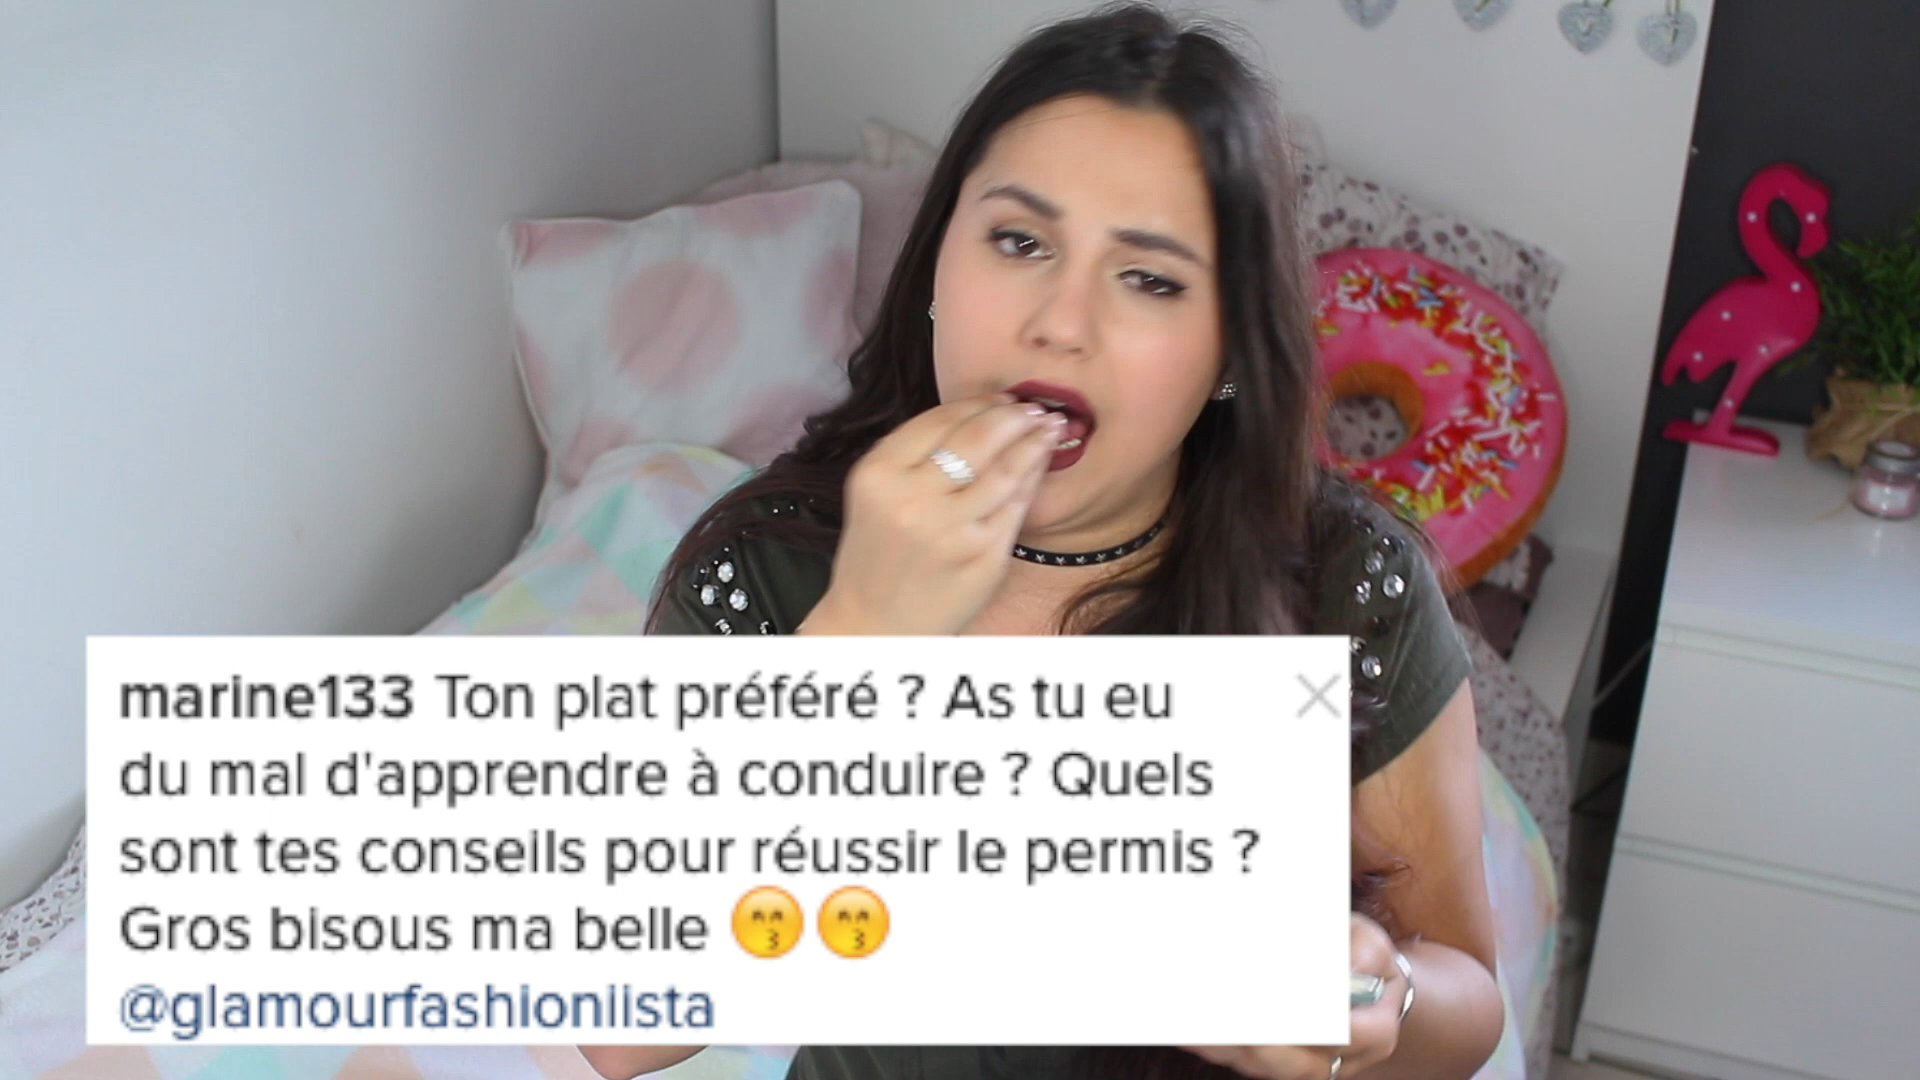 marine133 Ton plat préféré ? As tu eu
du mal d'apprendre à conduire ? Quels
sont tes conseils pour réussir le permis ?
Gros bisous ma belle 😙😙
@glamourfashioniista